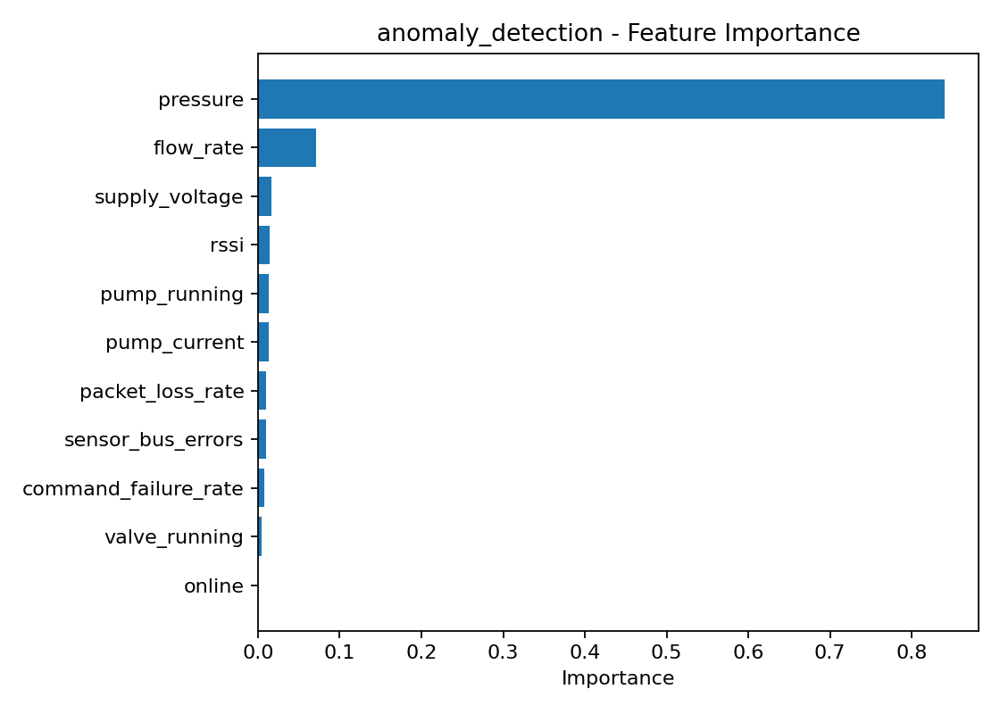 anomaly_detection - Feature Importance
pressure
flow_rate
supply_voltage
rssi
pump_running
pump_current
packet_loss_rate
sensor_bus_errors
command_failure_rate
valve_running
online
0.0 0.1 0.2 0.3 0.4 0.5 0.6 0.7 0.8
Importance